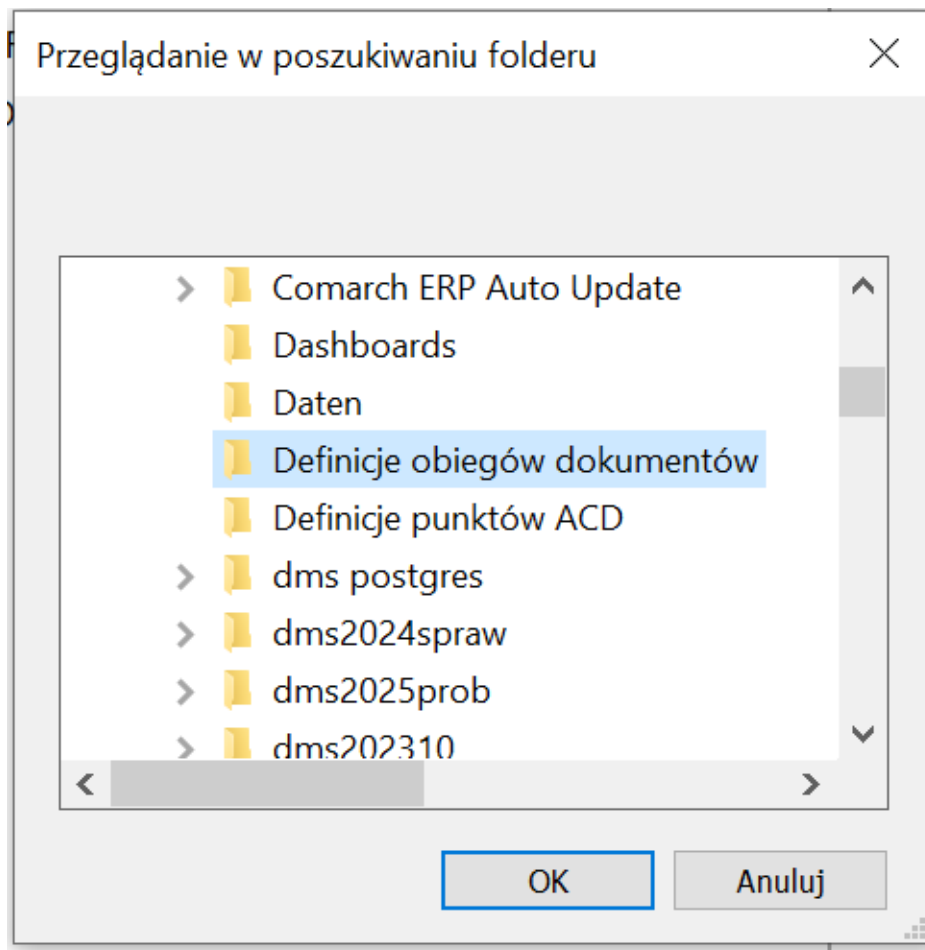 Przeglądanie w poszukiwaniu folderu
Comarch ERP Auto Update
Dashboards
Daten
Definicje obiegów dokumentów
Definicje punktów ACD
dms postgres
dms2024spraw
dms2025prob
dms202310
OK
Anuluj